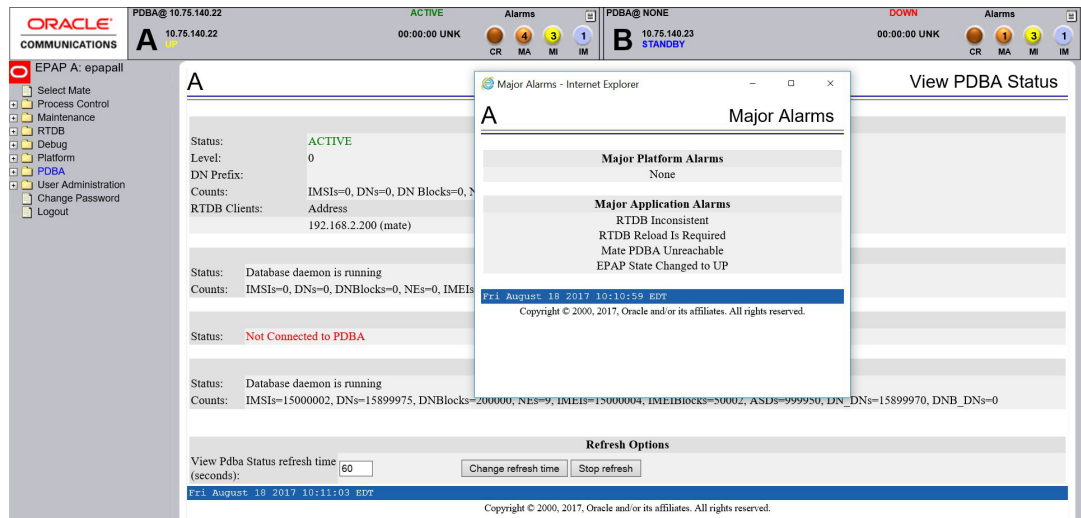 ORACLE
COMMUNICATIONS
PDBA@ 10.75.140.22
ACTIVE
Alarms
A
10.75.140.22
UP
00:00:00 UNK
4
3
1
CR MA MI IM
PDBA@ NONE
DOWN
Alarms
B
10.75.140.23
STANDBY
00:00:00 UNK
1
3
1
CR MA MI IM
EPAP A: epapall
Select Mate
Process Control
Maintenance
RTDB
Debug
Platform
PDBA
User Administration
Change Password
Logout
A
View PDBA Status
Status: ACTIVE
Level: 0
DN Prefix:
Counts: IMSIs=0, DNs=0, DN Blocks=0,
RTDB Clients: Address
192.168.2.200 (mate)
Status: Database daemon is running
Counts: IMSIs=0, DNs=0, DNBlocks=0, NEs=0, IMEIs
Status: Not Connected to PDBA
Status: Database daemon is running
Counts: IMSIs=15000002, DNs=15899975, DNBlocks=200000, NEs=9, IMEIs=15000004, IMEIBlocks=50002, ASDs=999950, DN_DNs=15899970, DNB_DNs=0
Refresh Options
View Pdba Status refresh time
(seconds):
60
Change refresh time
Stop refresh
Fri August 18 2017 10:11:03 EDT
Copyright © 2000, 2017, Oracle and/or its affiliates. All rights reserved.
Major Alarms - Internet Explorer
A
Major Alarms
Major Platform Alarms
None
Major Application Alarms
RTDB Inconsistent
RTDB Reload Is Required
Mate PDBA Unreachable
EPAP State Changed to UP
Fri August 18 2017 10:10:59 EDT
Copyright © 2000, 2017, Oracle and/or its affiliates. All rights reserved.